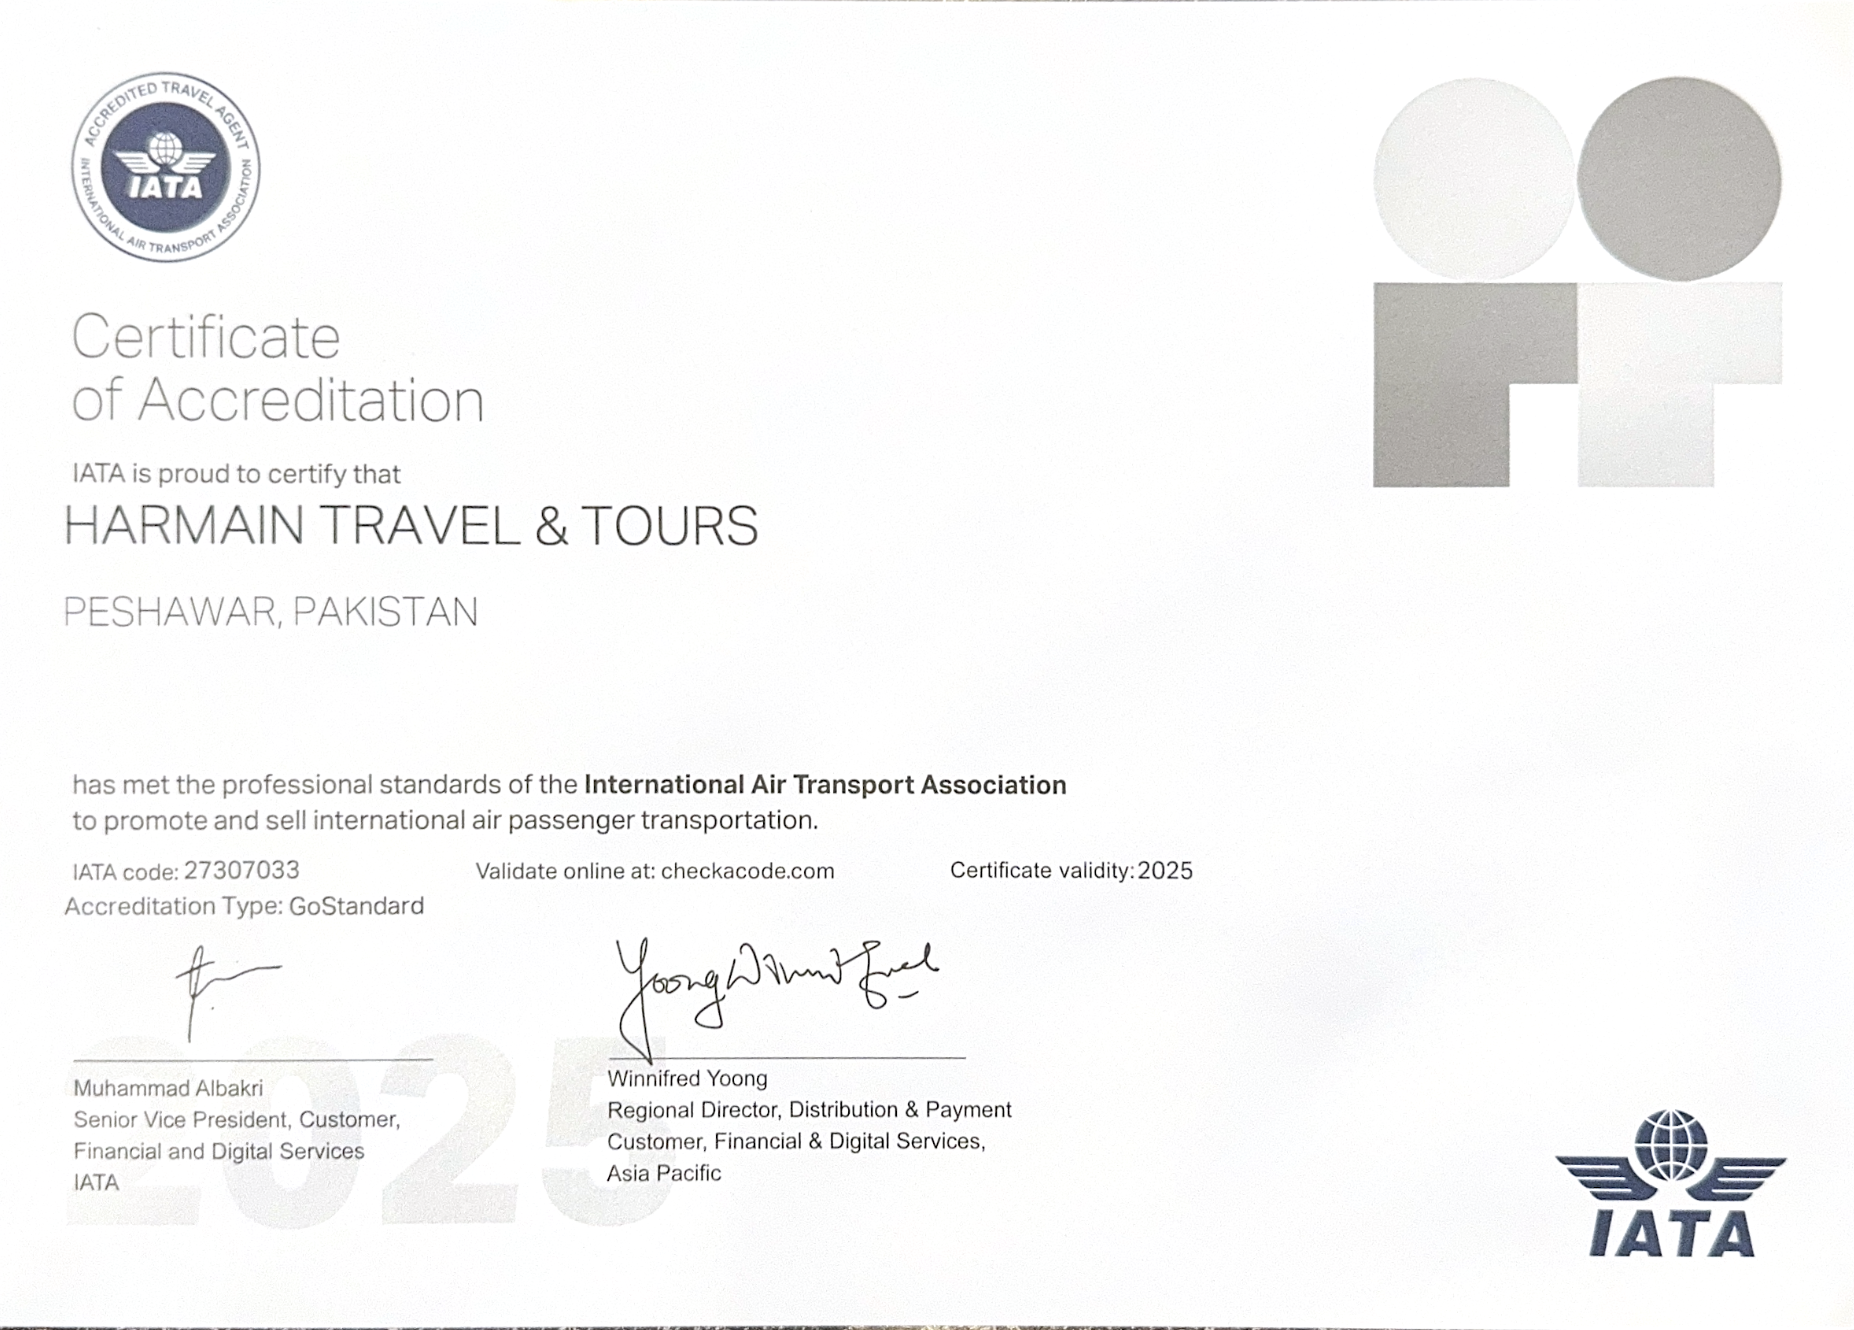 ACCREDITED TRAVEL AGENT
INTERNATIONAL AIR TRANSPORT ASSOCIATION
IATA
Certificate
of Accreditation
IATA is proud to certify that
HARMAIN TRAVEL & TOURS
PESHAWAR, PAKISTAN
has met the professional standards of the International Air Transport Association
to promote and sell international air passenger transportation.
IATA code: 27307033 Validate online at: checkacode.com Certificate validity: 2025
Accreditation Type: GoStandard
2025
Muhammad Albakri
Senior Vice President, Customer,
Financial and Digital Services
IATA
Winnifred Yoong
Regional Director, Distribution & Payment
Customer, Financial & Digital Services,
Asia Pacific
IATA